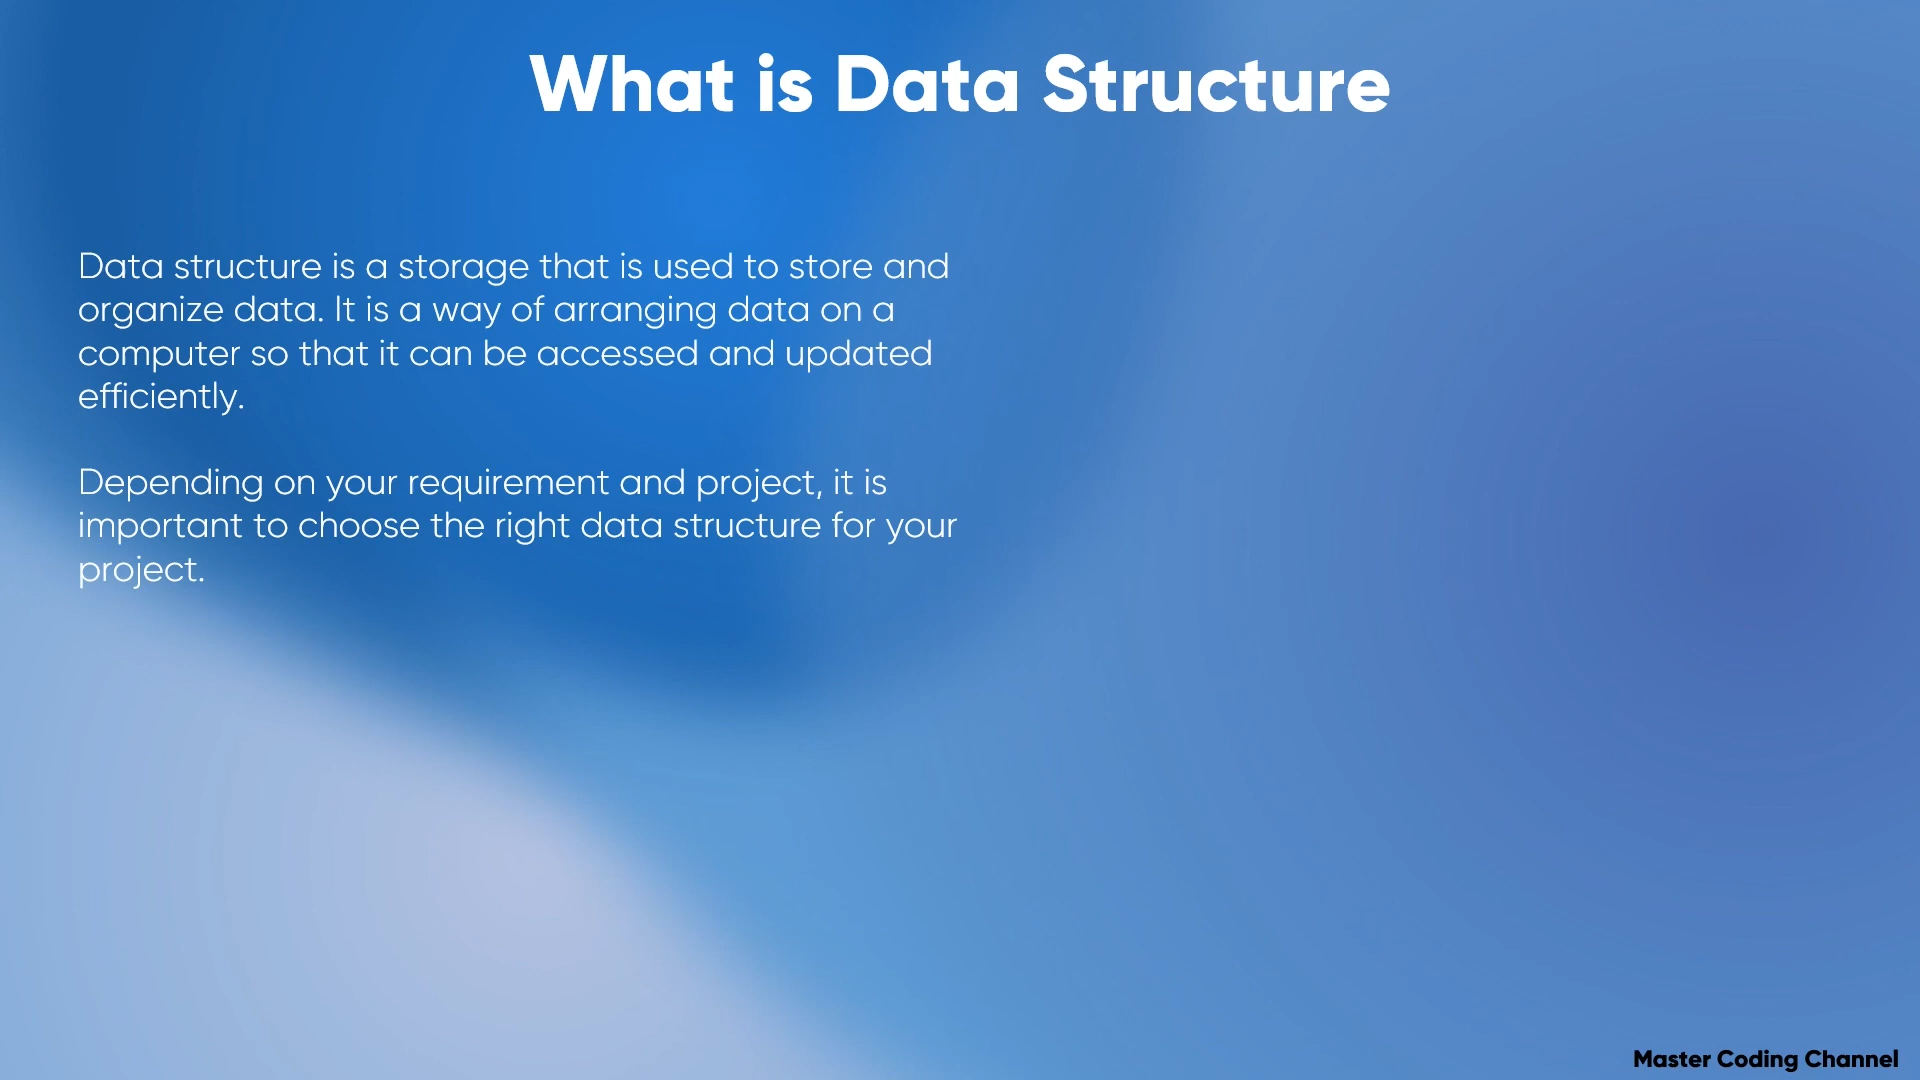 What is Data Structure
Data structure is a storage that is used to store and
organize data. It is a way of arranging data on a
computer so that it can be accessed and updated
efficiently.
Depending on your requirement and project, it is
important to choose the right data structure for your
project.
Master Coding Channel